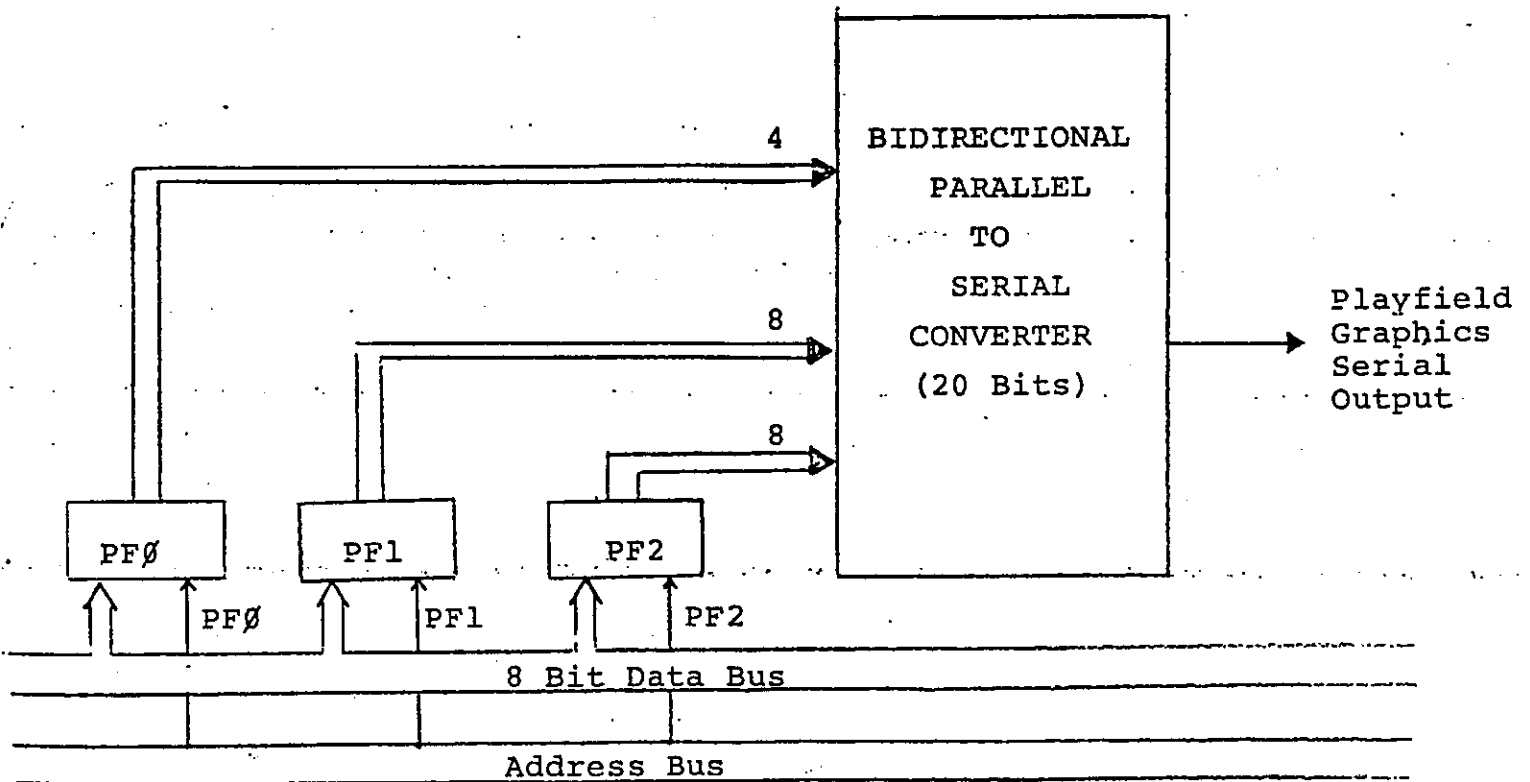 4
BIDIRECTIONAL
PARALLEL
TO
SERIAL
CONVERTER
(20 Bits)
8
8
Playfield
Graphics
Serial
Output
PFØ
PF1
PF2
PFØ
PF1
PF2
8 Bit Data Bus
Address Bus